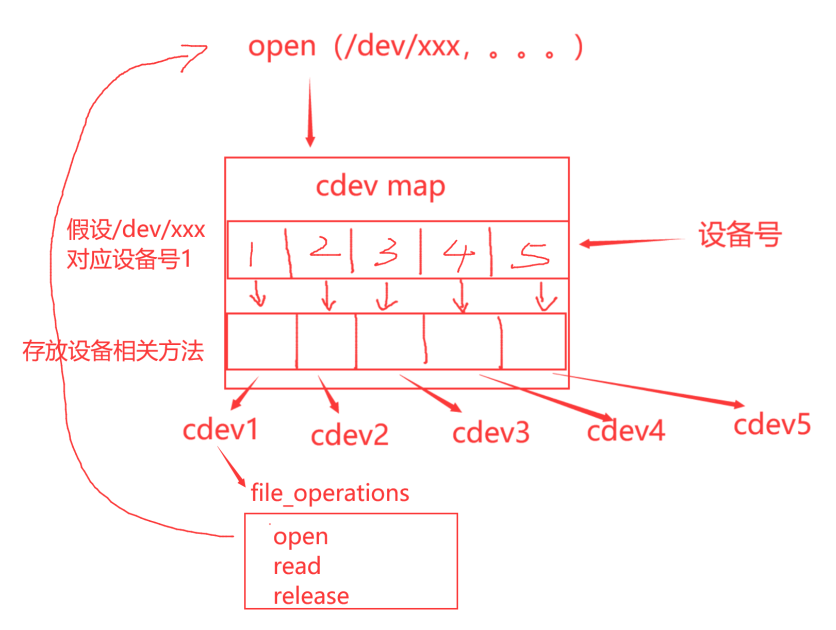 open（/dev/xxx，。。。）
cdev map
假设/dev/xxx
对应设备号1
1 2 3 4 5
设备号
存放设备相关方法
cdev1
cdev2
cdev3
cdev4
cdev5
file_operations
open
read
release